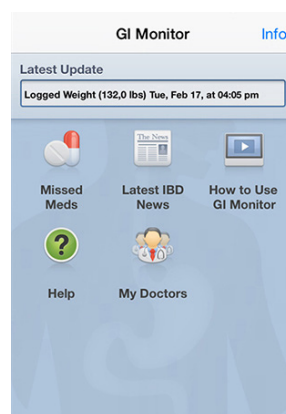 GI Monitor Info
Latest Update
Logged Weight (132,0 lbs) Tue, Feb 17, at 04:05 pm
The News
Missed Latest IBD How to Use
Meds News GI Monitor
?
Help My Doctors